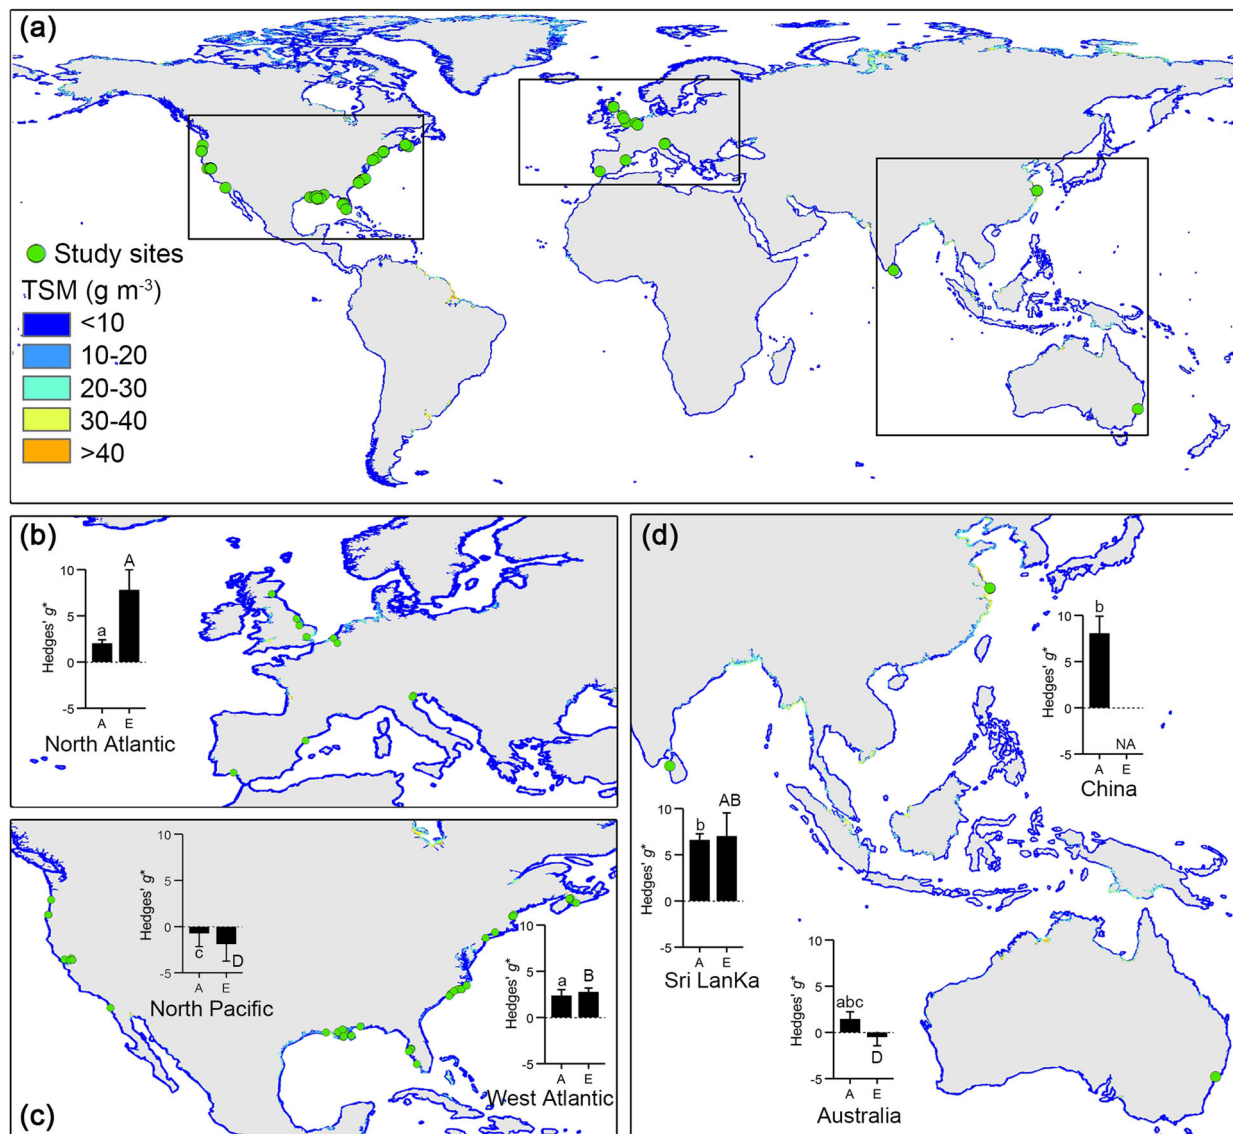 (a)
Study sites
TSM (g m-3)
<10
10-20
20-30
30-40
>40
(b)
Hedges' g*
10
5
0
-5
a
A
A
E
North Atlantic
(c)
Hedges' g*
10
5
0
-5
c
D
A
E
North Pacific
Hedges' g*
10
5
0
-5
a
B
A
E
West Atlantic
(d)
Hedges' g*
10
5
0
-5
b
NA
A
E
China
Hedges' g*
10
5
0
-5
b
AB
A
E
Sri LanKa
Hedges' g*
10
5
0
-5
abc
D
A
E
Australia